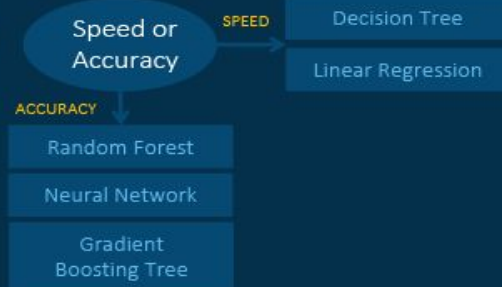 Speed or
Accuracy
SPEED
Decision Tree
Linear Regression
ACCURACY
Random Forest
Neural Network
Gradient
Boosting Tree